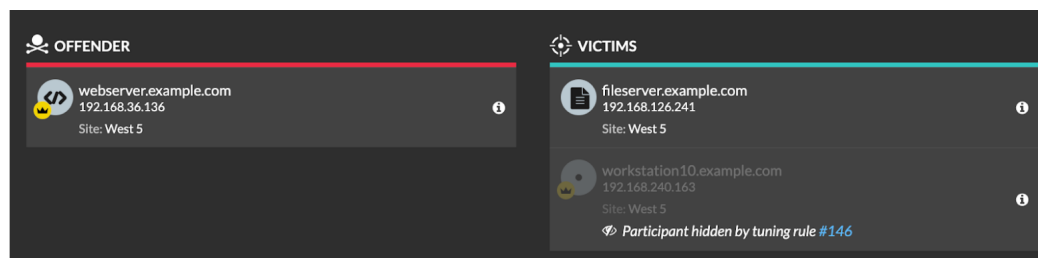 OFFENDER
webserver.example.com
192.168.36.136
Site: West 5
VICTIMS
fileserver.example.com
192.168.126.241
Site: West 5
workstation10.example.com
192.168.240.163
Site: West 5
Participant hidden by tuning rule #146